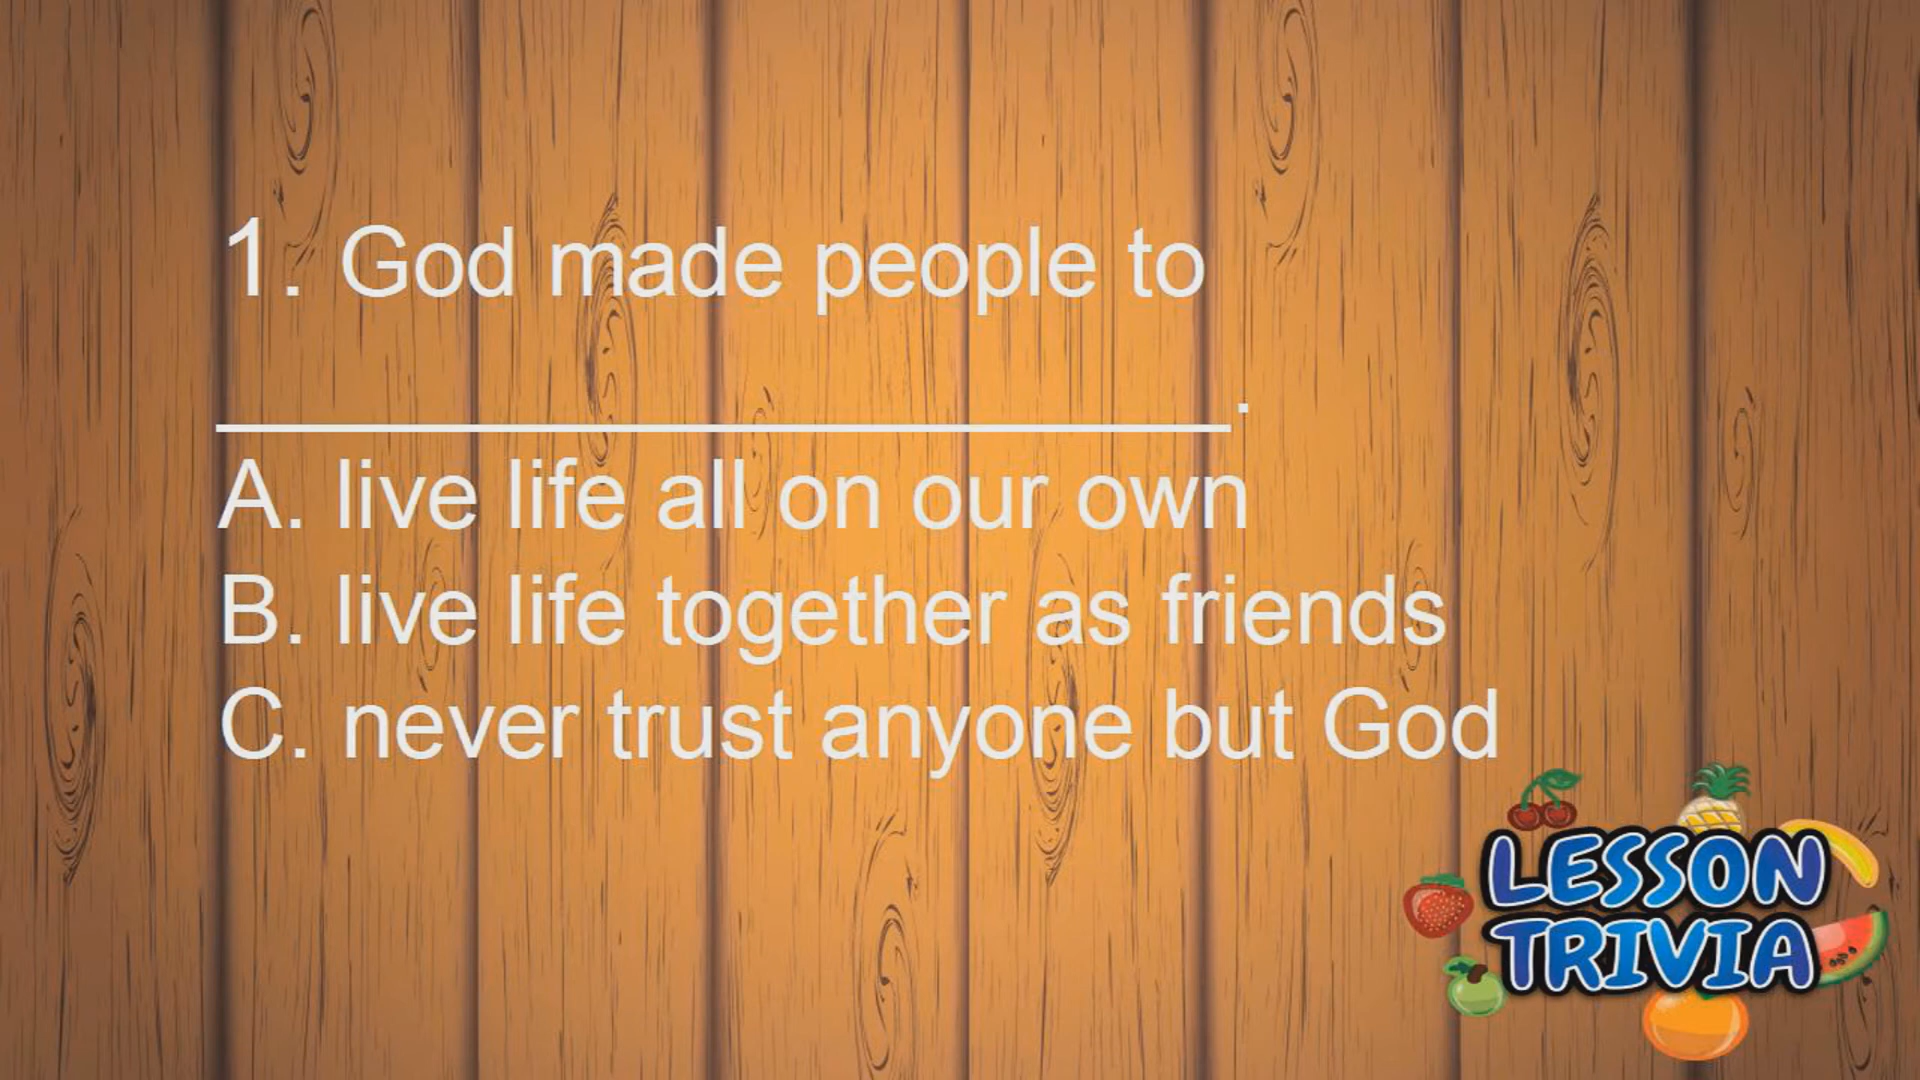 1. God made people to
______________________.
A. live life all on our own
B. live life together as friends
C. never trust anyone but God
LESSON
TRIVIA